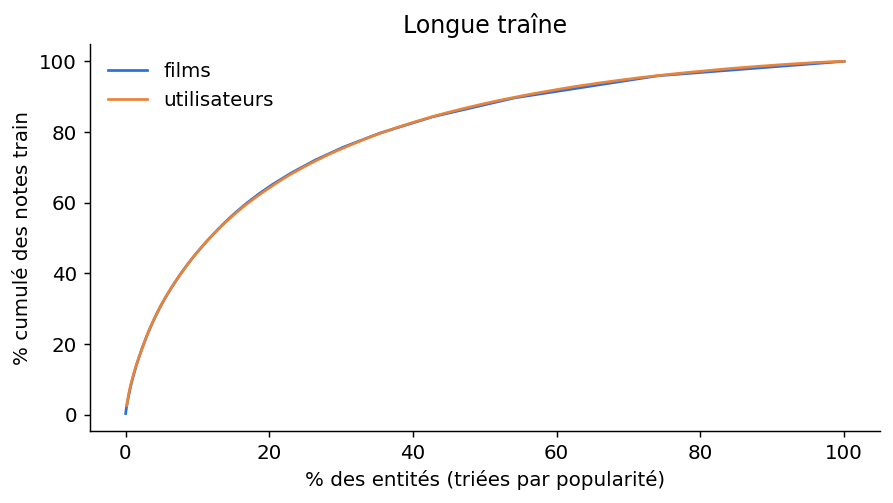 Longue traîne
films
utilisateurs
% cumulé des notes train
100
80
60
40
20
0
0 20 40 60 80 100
% des entités (triées par popularité)